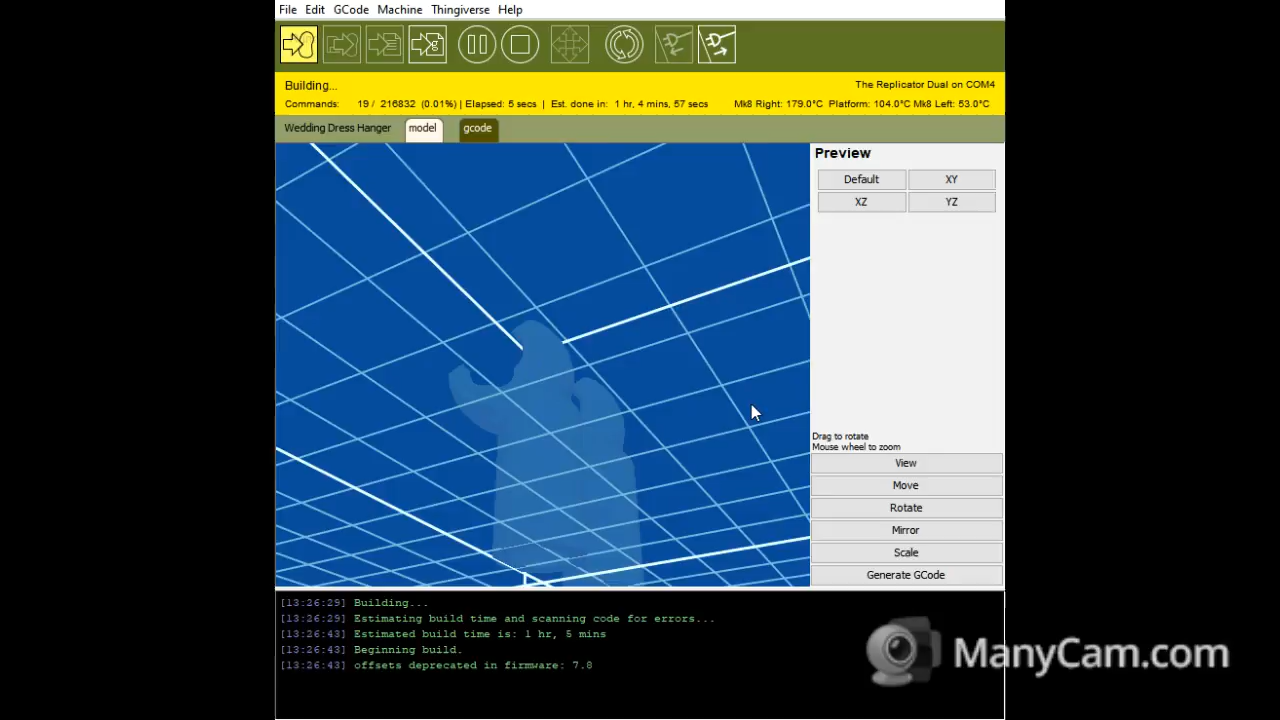 File Edit GCode Machine Thingiverse Help
Building... The Replicator Dual on COM4
Commands: 19 / 216832 (0.01%) | Elapsed: 5 secs | Est. done in: 1 hr, 4 mins, 57 secs Mk8 Right: 179.0°C Platform: 104.0°C Mk8 Left: 53.0°C
Wedding Dress Hanger model gcode
Preview
Default XY
XZ YZ
Drag to rotate
Mouse wheel to zoom
View
Move
Rotate
Mirror
Scale
Generate GCode
[13:26:29] Building...
[13:26:29] Estimating build time and scanning code for errors...
[13:26:43] Estimated build time is: 1 hr, 5 mins
[13:26:43] Beginning build.
[13:26:43] offsets deprecated in firmware: 7.8
ManyCam.com